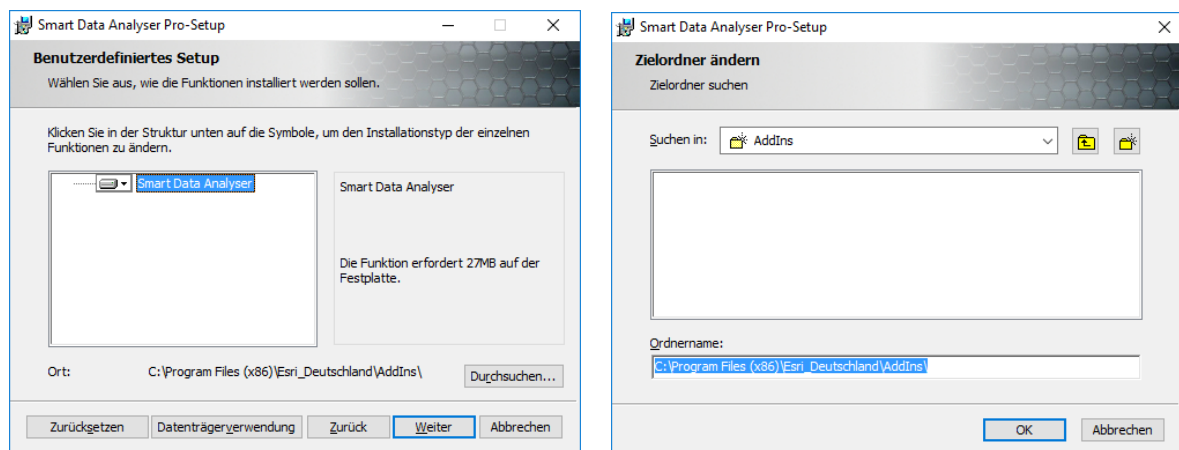 Smart Data Analyser Pro-Setup
Benutzerdefiniertes Setup
Wählen Sie aus, wie die Funktionen installiert werden sollen.
Klicken Sie in der Struktur unten auf die Symbole, um den Installationstyp der einzelnen
Funktionen zu ändern.
Smart Data Analyser
Smart Data Analyser
Die Funktion erfordert 27MB auf der
Festplatte.
Ort:
C:\Program Files (x86)\Esri_Deutschland\AddIns\
Durchsuchen...
Zurücksetzen
Datenträgerverwendung
Zurück
Weiter
Abbrechen
Smart Data Analyser Pro-Setup
Zielordner ändern
Zielordner suchen
Suchen in:
AddIns
Ordnername:
C:\Program Files (x86)\Esri_Deutschland\AddIns\
OK
Abbrechen